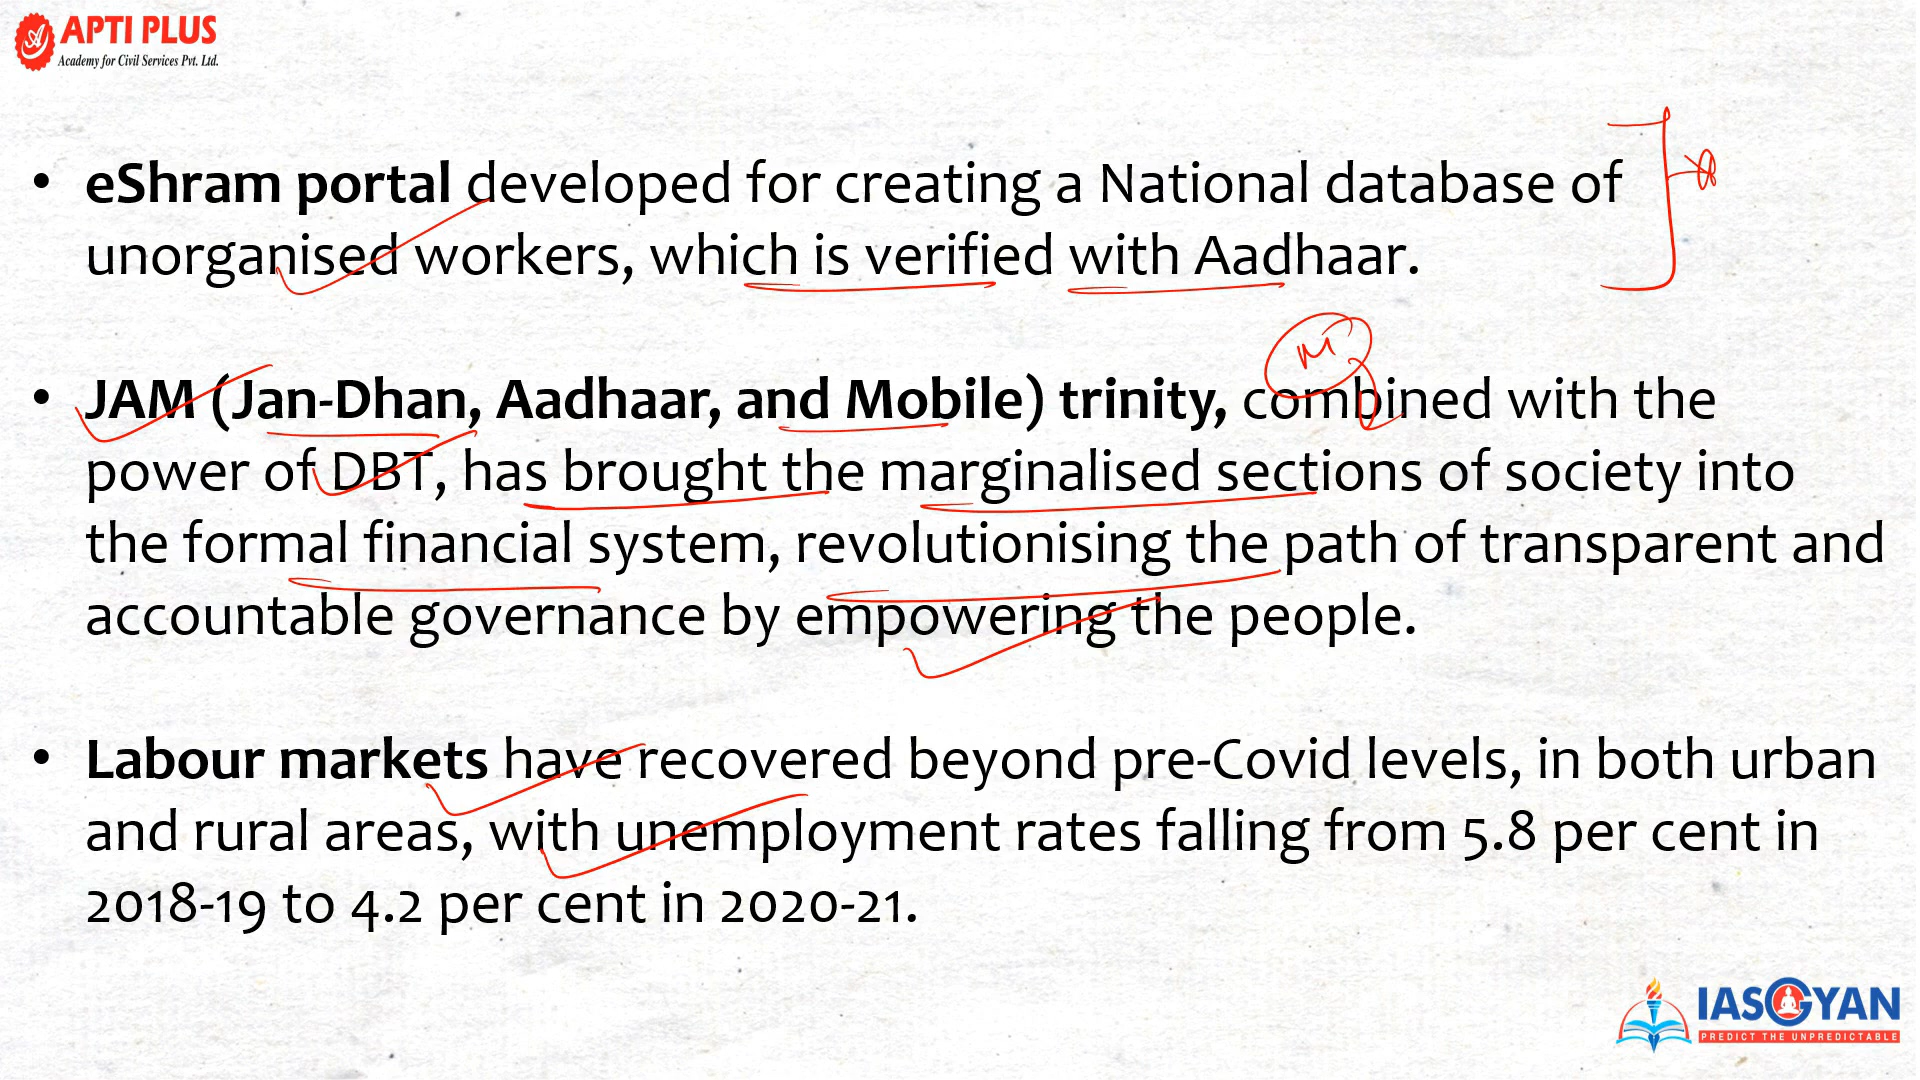 APTI PLUS
Academy for Civil Services Pvt. Ltd.
• eShram portal developed for creating a National database of
unorganised workers, which is verified with Aadhaar.
• JAM (Jan-Dhan, Aadhaar, and Mobile) trinity, combined with the
power of DBT, has brought the marginalised sections of society into
the formal financial system, revolutionising the path of transparent and
accountable governance by empowering the people.
• Labour markets have recovered beyond pre-Covid levels, in both urban
and rural areas, with unemployment rates falling from 5.8 per cent in
2018-19 to 4.2 per cent in 2020-21.
IASGYAN
PREDICT THE UNPREDICTABLE